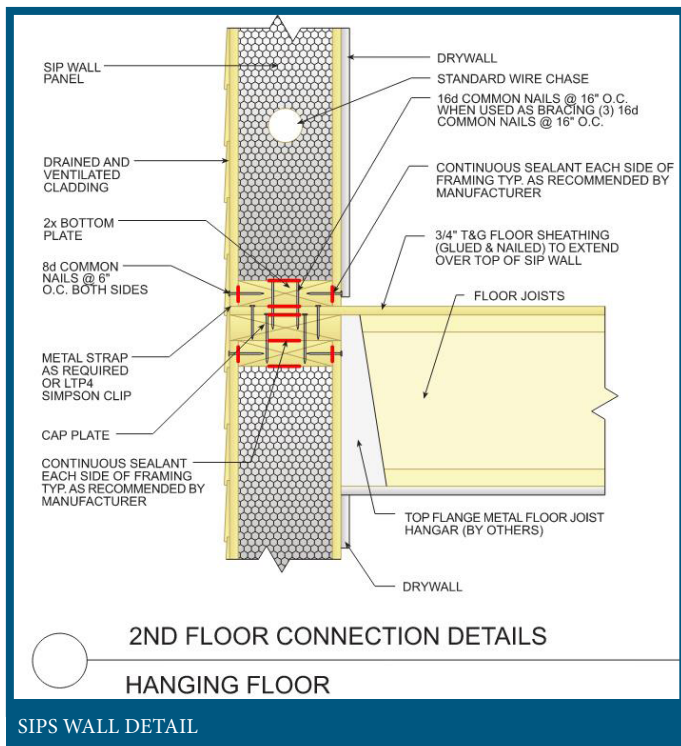 SIP WALL
PANEL
DRAINED AND
VENTILATED
CLADDING
2x BOTTOM
PLATE
8d COMMON
NAILS @ 6"
O.C. BOTH SIDES
METAL STRAP
AS REQUIRED
OR LTP4
SIMPSON CLIP
CAP PLATE
CONTINUOUS SEALANT
EACH SIDE OF FRAMING
TYP. AS RECOMMENDED BY
MANUFACTURER
DRYWALL
STANDARD WIRE CHASE
16d COMMON NAILS @ 16" O.C.
WHEN USED AS BRACING (3) 16d
COMMON NAILS @ 16" O.C.
CONTINUOUS SEALANT EACH SIDE OF
FRAMING TYP. AS RECOMMENDED BY
MANUFACTURER
3/4" T&G FLOOR SHEATHING
(GLUED & NAILED) TO EXTEND
OVER TOP OF SIP WALL
FLOOR JOISTS
TOP FLANGE METAL FLOOR JOIST
HANGAR (BY OTHERS)
DRYWALL
2ND FLOOR CONNECTION DETAILS
HANGING FLOOR
SIPS WALL DETAIL